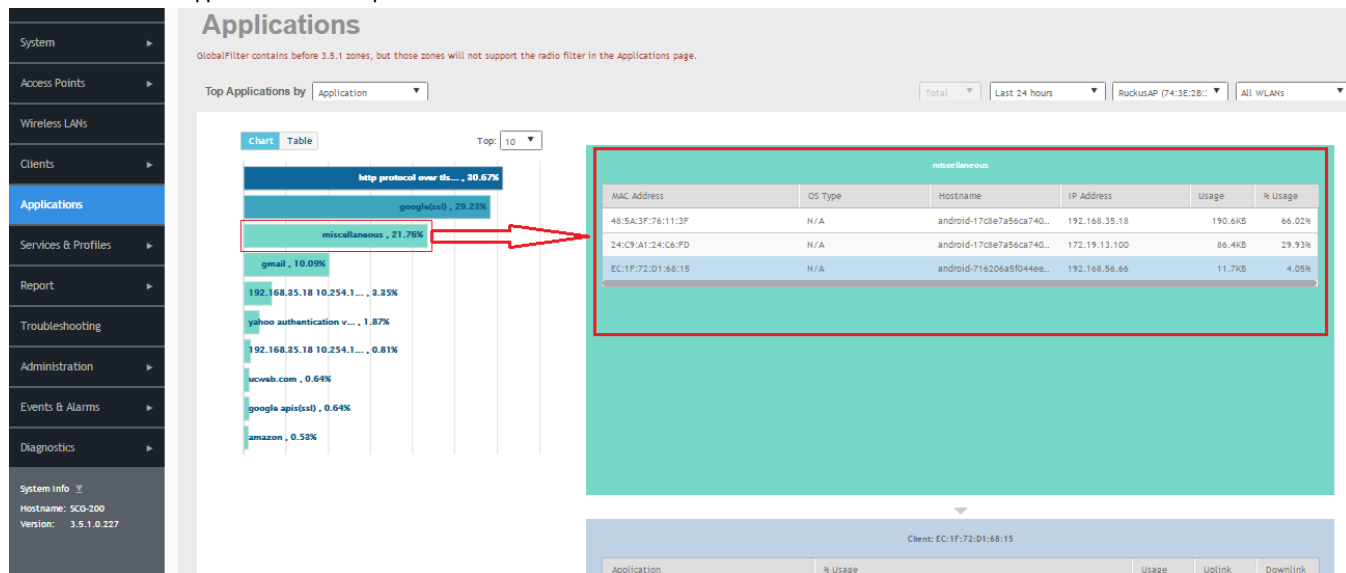 Applications
GlobalFilter contains before 3.5.1 zones, but those zones will not support the radio filter in the Applications page.
System
Access Points
Wireless LANs
Clients
Applications
Services & Profiles
Report
Troubleshooting
Administration
Events & Alarms
Diagnostics
System Info
Hostname: SCG-200
Version: 3.5.1.0.227
Top Applications by Application
Total Last 24 hours RuckusAP (74:3E:2B:: All WLANs
Chart Table Top: 10
http protocol over tls... , 30.67%
google(ssl) , 29.23%
miscellaneous , 21.76%
gmail , 10.09%
192.168.35.18 10.254.1... , 3.35%
yahoo authentication v... , 1.87%
192.168.35.18 10.254.1... , 0.81%
ucweb.com , 0.64%
google apis(ssl) , 0.64%
amazon , 0.53%
miscellaneous
MAC Address OS Type Hostname IP Address Usage % Usage
48:5A:3F:76:11:3F N/A android-17c8e7a56ca740... 192.168.35.18 190.6KB 66.02%
24:C9:A1:24:C6:FD N/A android-17c8e7a56ca740... 172.19.13.100 86.4KB 29.93%
EC:1F:72:D1:68:15 N/A android-716206a5f044ee... 192.168.56.66 11.7KB 4.05%
Client: EC:1F:72:D1:68:15
Application % Usage Usage Uplink Downlink